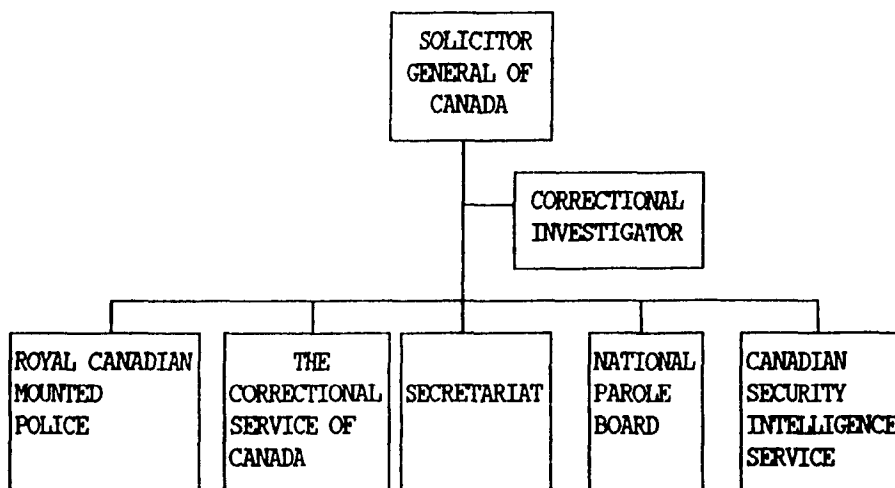 SOLICITOR
GENERAL OF
CANADA
CORRECTIONAL
INVESTIGATOR
ROYAL CANADIAN
MOUNTED
POLICE
THE
CORRECTIONAL
SERVICE OF
CANADA
SECRETARIAT
NATIONAL
PAROLE
BOARD
CANADIAN
SECURITY
INTELLIGENCE
SERVICE